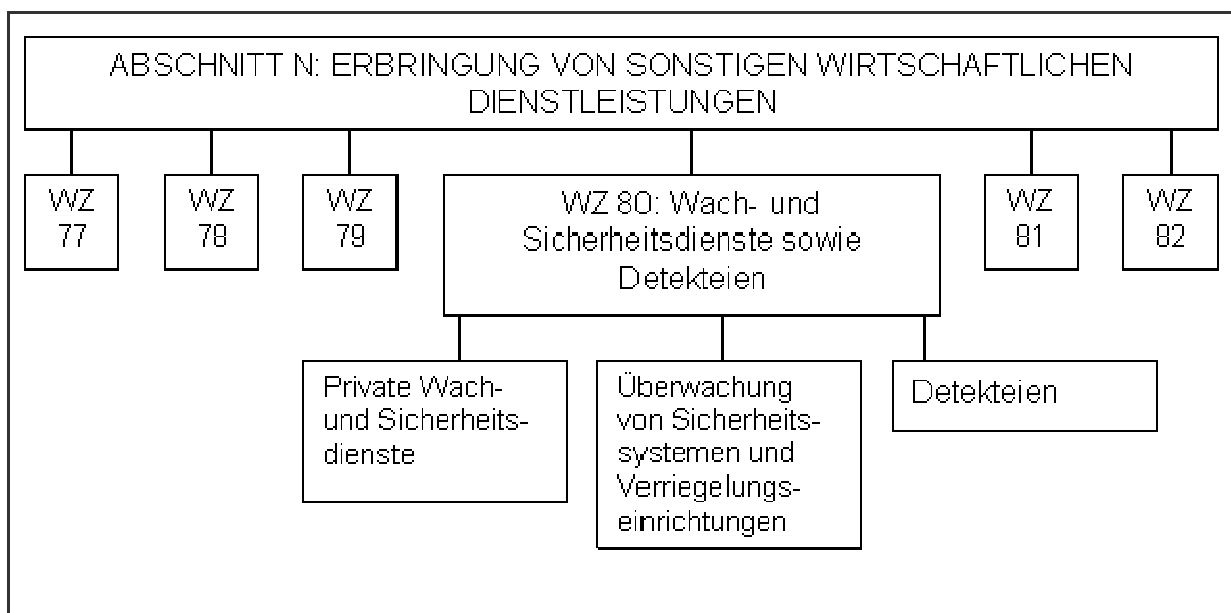 ABSCHNITT N: ERBRINGUNG VON SONSTIGEN WIRTSCHAFTLICHEN
DIENSTLEISTUNGEN
WZ
77
WZ
78
WZ
79
WZ 80: Wach- und
Sicherheitsdienste sowie
Detekteien
WZ
81
WZ
82
Private Wach-
und Sicherheits-
dienste
Überwachung
von Sicherheits-
systemen und
Verriegelungs-
einrichtungen
Detekteien